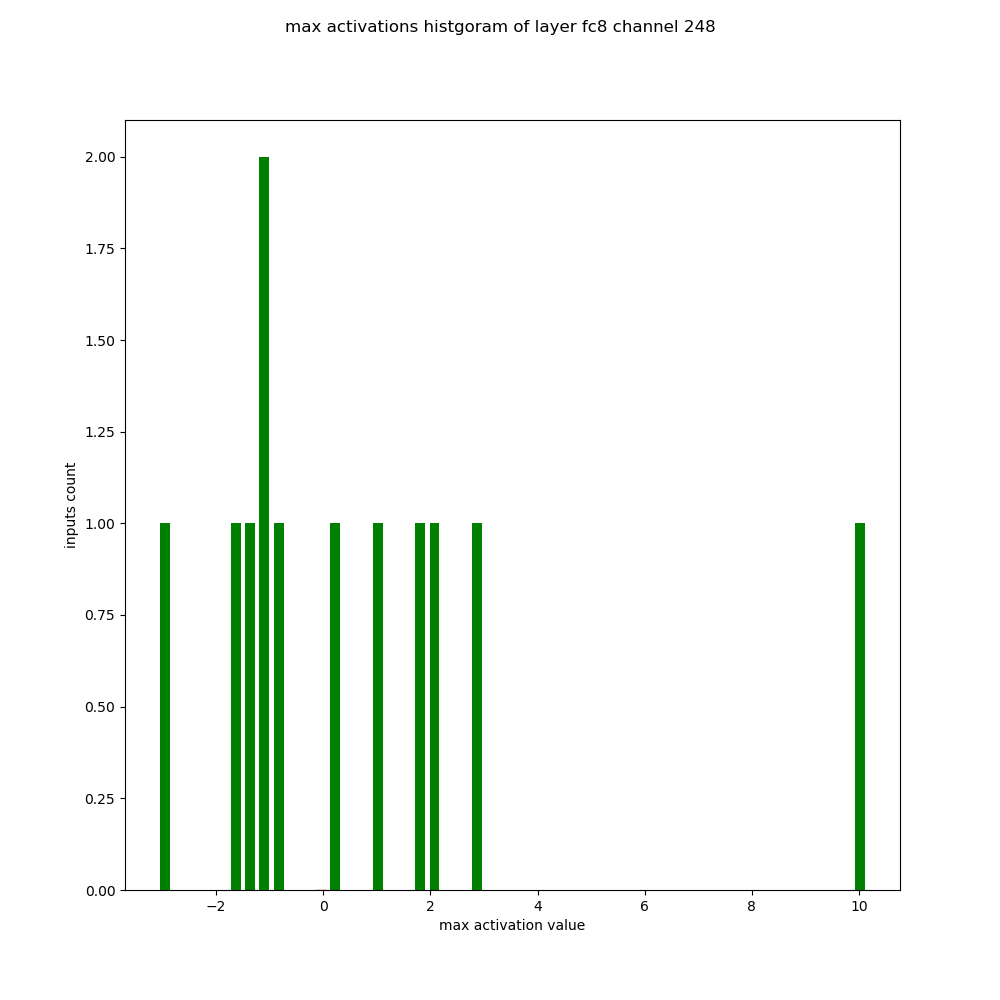 max activations histgoram of layer fc8 channel 248
2.00
1.75
1.50
1.25
1.00
0.75
0.50
0.25
0.00
inputs count
−2 0 2 4 6 8 10
max activation value